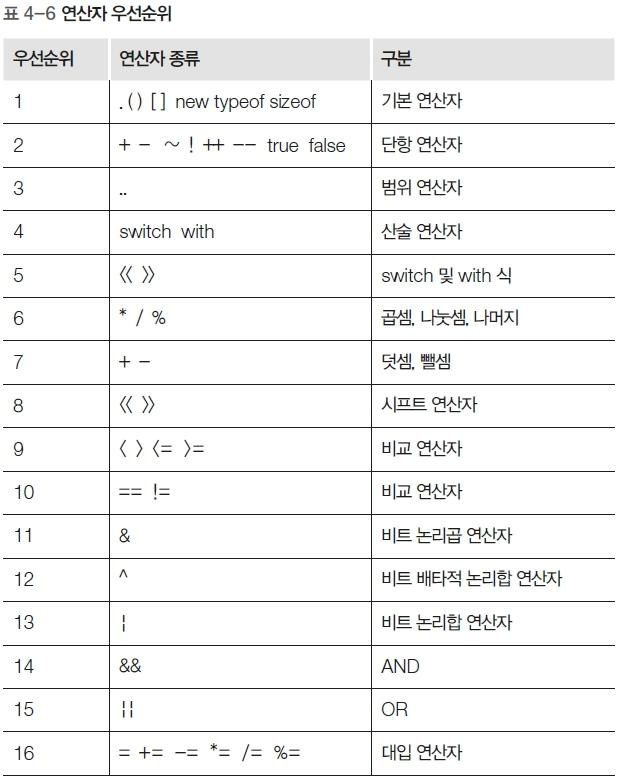 표 4-6 연산자 우선순위
우선순위 연산자 종류 구분
1 . ( ) [ ] new typeof sizeof 기본 연산자
2 + - ~ ! ++ -- true false 단항 연산자
3 .. 범위 연산자
4 switch with 산술 연산자
5 《 》 switch 및 with 식
6 * / % 곱셈, 나눗셈, 나머지
7 + - 덧셈, 뺄셈
8 《 》 시프트 연산자
9 〈 〉 〈= 〉= 비교 연산자
10 == != 비교 연산자
11 & 비트 논리곱 연산자
12 ^ 비트 배타적 논리합 연산자
13 ¦ 비트 논리합 연산자
14 && AND
15 ¦¦ OR
16 = += -= *= /= %= 대입 연산자